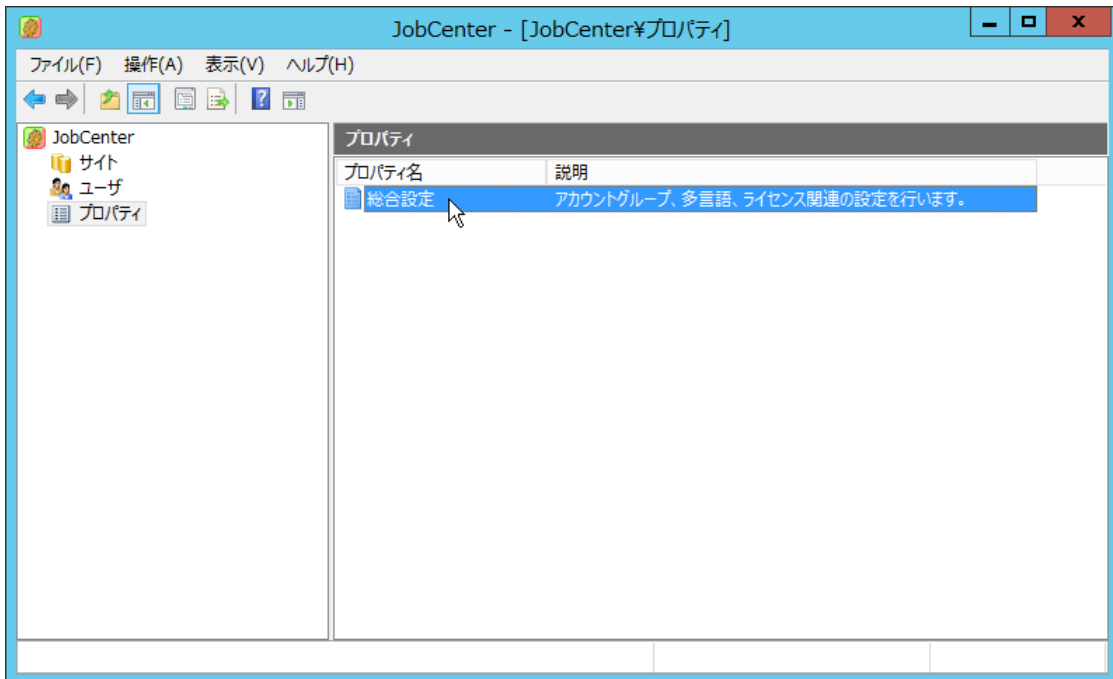 JobCenter - [JobCenter¥プロパティ]
ファイル(F) 操作(A) 表示(V) ヘルプ(H)
JobCenter
サイト
ユーザ
プロパティ
プロパティ
プロパティ名 説明
総合設定 アカウントグループ、多言語、ライセンス関連の設定を行います。